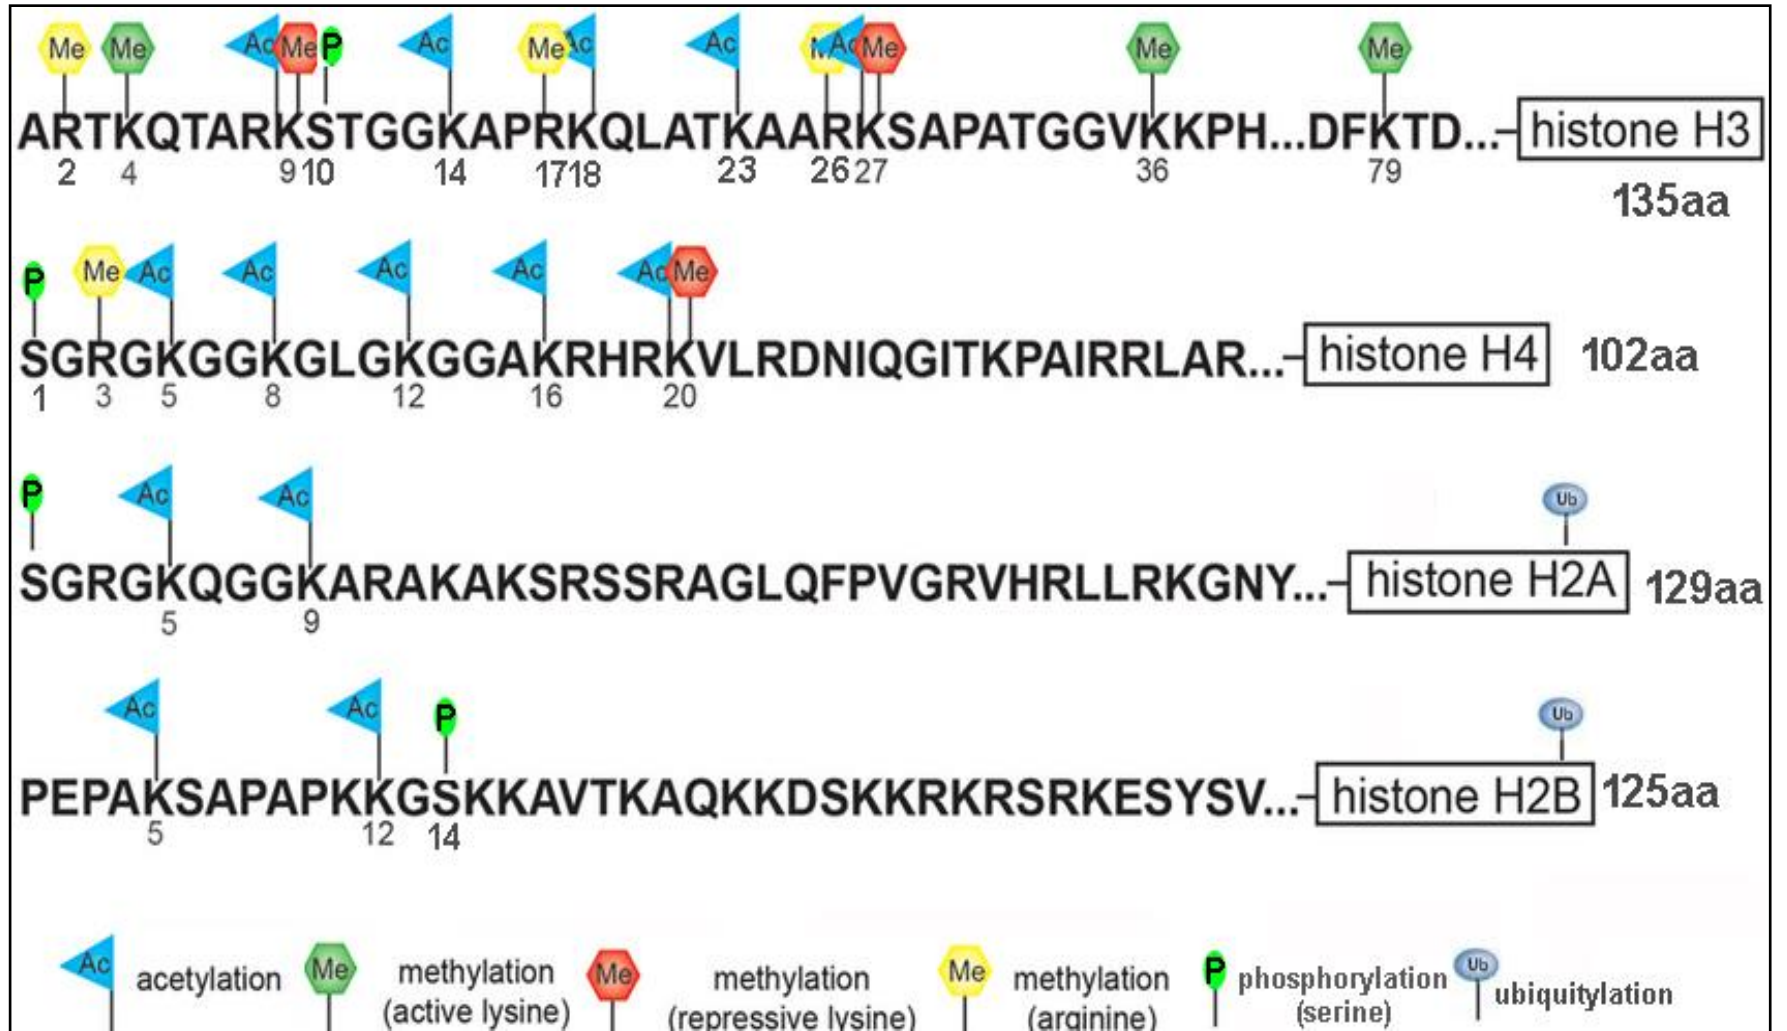 Me Me Ac Me P Ac Me Ac Ac M Ac Me Me Me
ARTKQTARKSTGGKAPRKQLATKAARKSAPATGGVKKPH...DFKTD... histone H3
2 4 9 10 14 17 18 23 26 27 36 79
135aa
P Me Ac Ac Ac Ac Ac Me
SGRGKGGKGLGKGGAKRHRKVLRDNIQGITKPAIRRLAR... histone H4 102aa
1 3 5 8 12 16 20
P Ac Ac Ub
SGRGKQGGKARAKAKSRSSRAGLQFPVGRVHRLLRKGNY... histone H2A 129aa
5 9
Ac Ac P Ub
PEPAKSAPAPKKGSKKAVTKAQKKDSKKRKRSRKESYSV... histone H2B 125aa
5 12 14
Ac acetylation Me methylation Me methylation Me methylation P phosphorylation Ub ubiquitylation
(active lysine) (repressive lysine) (arginine) (serine)